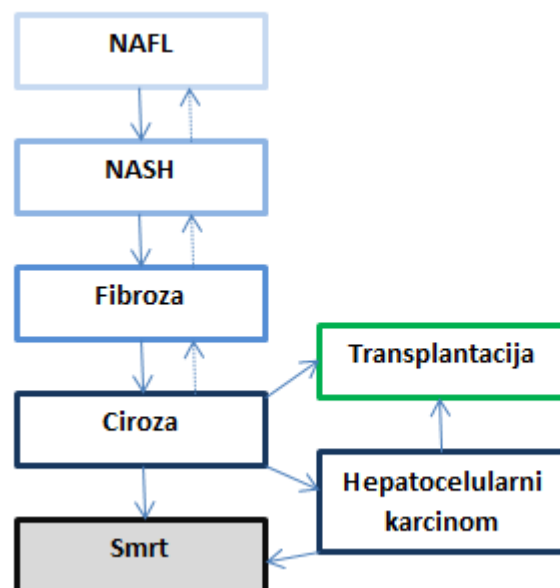 NAFL
NASH
Fibroza
Transplantacija
Ciroza
Hepatocelularni
karcinom
Smrt